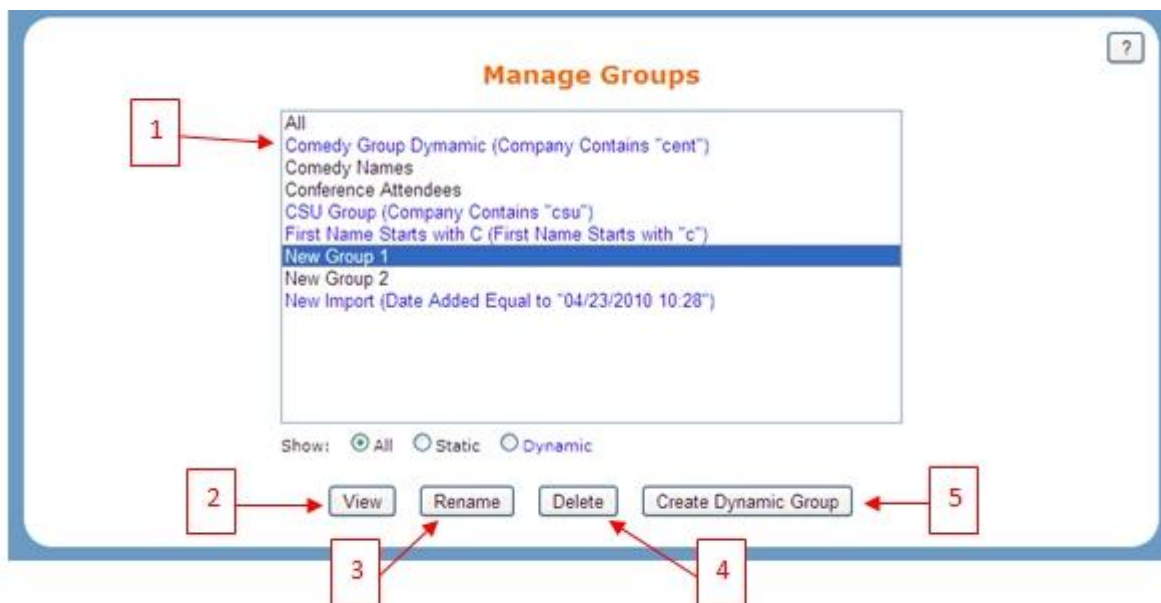 ?
Manage Groups
1
All
Comedy Group Dymamic (Company Contains "cent")
Comedy Names
Conference Attendees
CSU Group (Company Contains "csu")
First Name Starts with C (First Name Starts with "c")
New Group 1
New Group 2
New Import (Date Added Equal to "04/23/2010 10:28")
Show: All Static Dynamic
2 View Rename Delete Create Dynamic Group 5
3 4